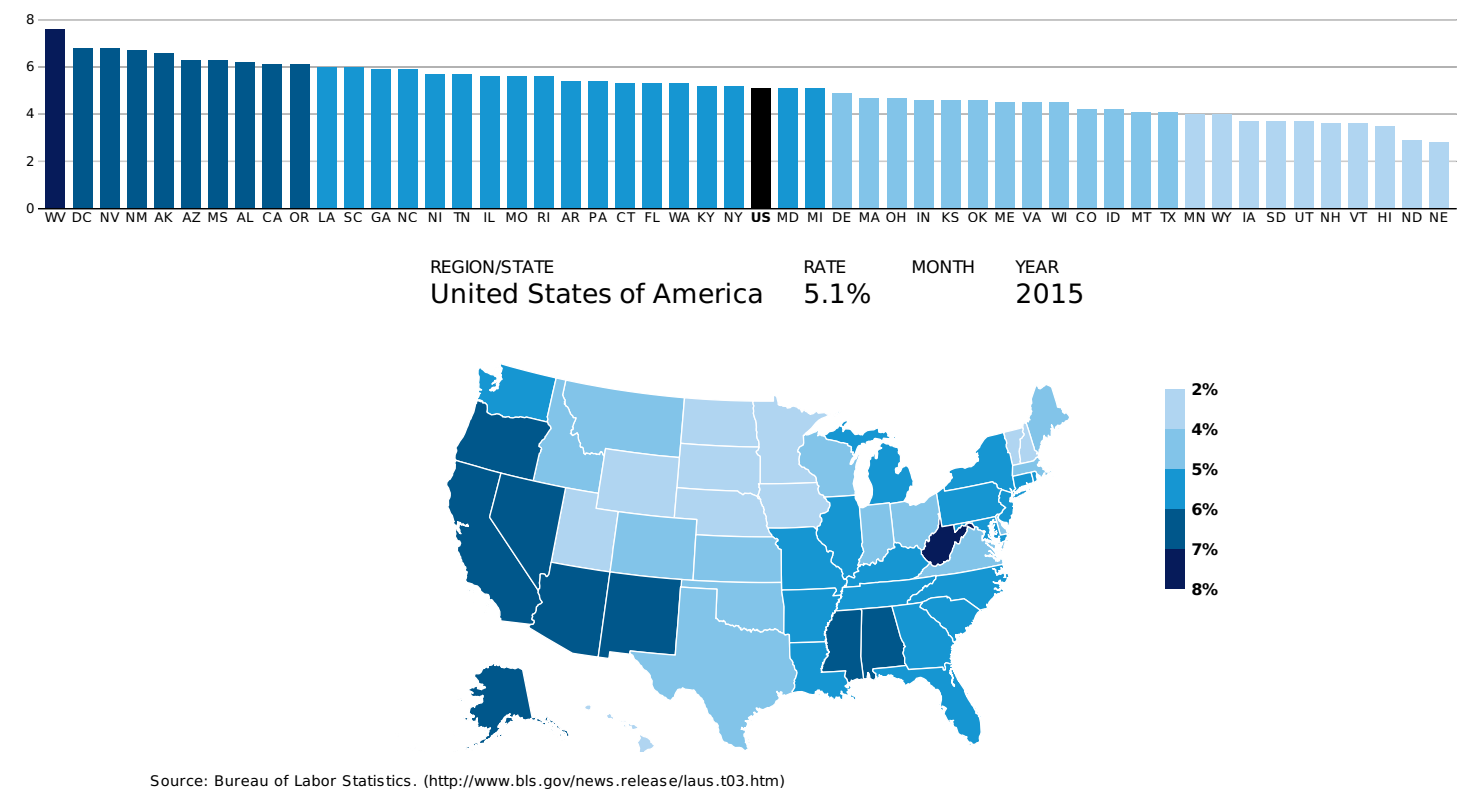 8
6
4
2
0
WV DC NV NM AK AZ MS AL CA OR LA SC GA NC NI TN IL MO RI AR PA CT FL WA KY NY US MD MI DE MA OH IN KS OK ME VA WI CO ID MT TX MN WY IA SD UT NH VT HI ND NE
REGION/STATE RATE MONTH YEAR
United States of America 5.1% 2015
2%
4%
5%
6%
7%
8%
Source: Bureau of Labor Statistics. (http://www.bls.gov/news.release/laus.t03.htm)